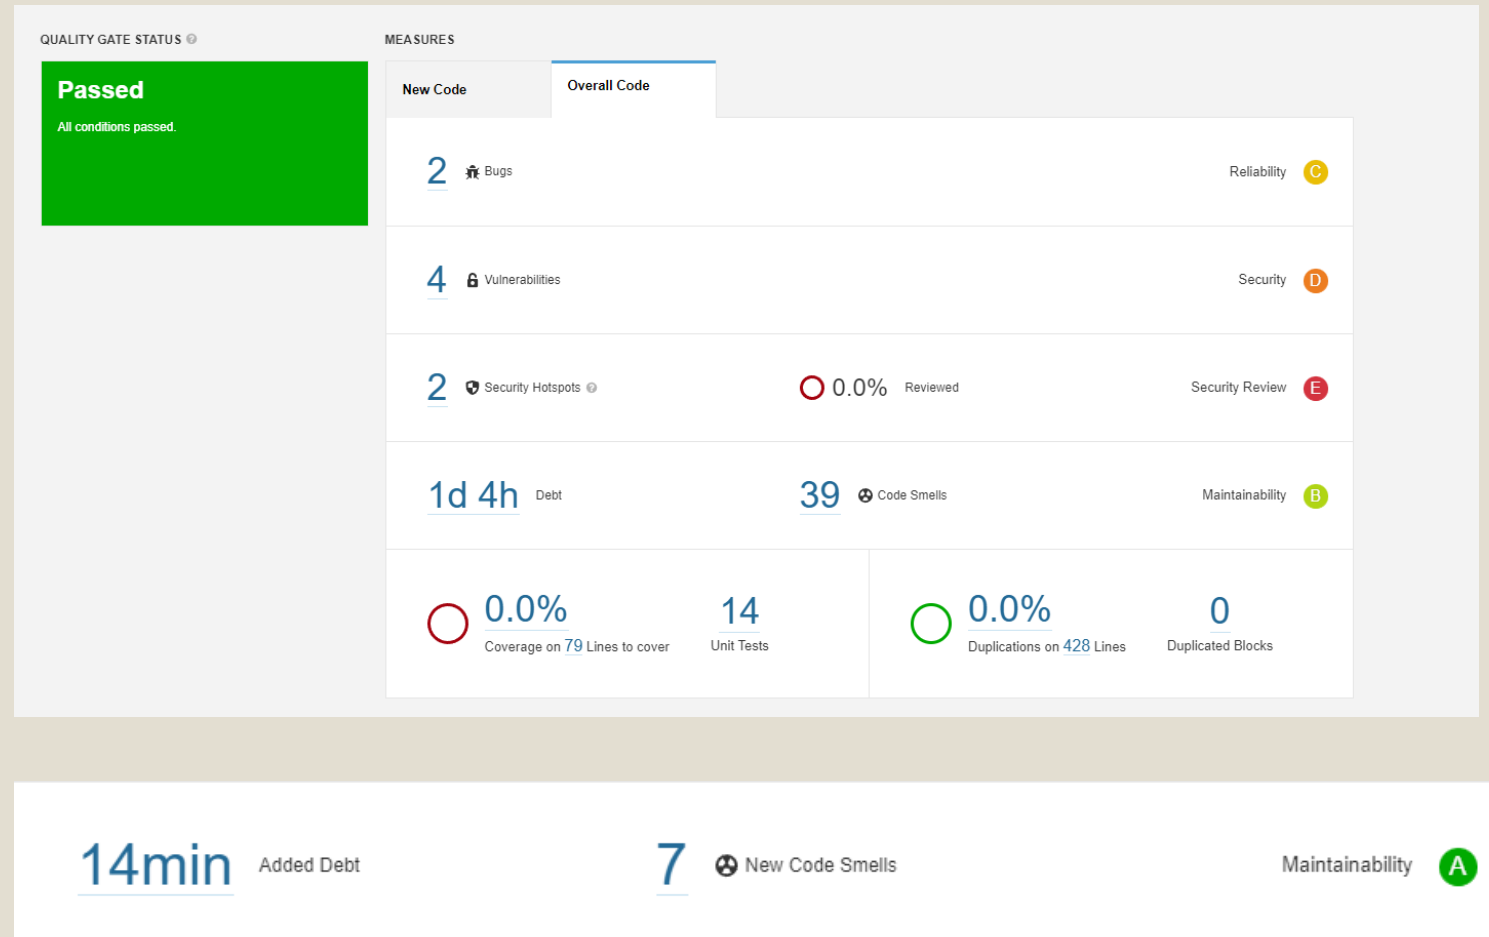 QUALITY GATE STATUS ?
MEASURES
Passed
All conditions passed.
New Code
Overall Code
2 Bugs
Reliability C
4 Vulnerabilities
Security D
2 Security Hotspots ?
0.0% Reviewed
Security Review E
1d 4h Debt
39 Code Smells
Maintainability B
0.0%
Coverage on 79 Lines to cover
14
Unit Tests
0.0%
Duplications on 428 Lines
0
Duplicated Blocks
14min Added Debt
7 New Code Smells
Maintainability A